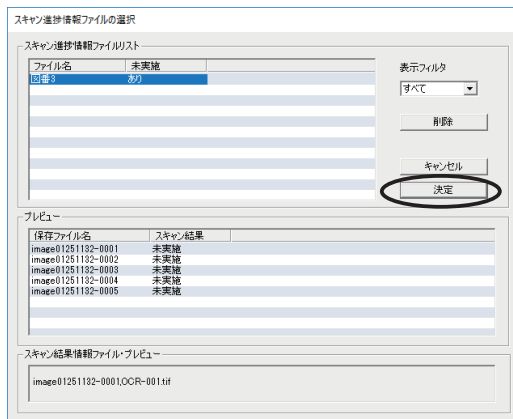 スキャン進捗情報ファイルの選択
スキャン進捗情報ファイルリスト
ファイル名 未実施
図番3 あり
表示フィルタ
すべて
削除
キャンセル
決定
プレビュー
保存ファイル名 スキャン結果
image01251132-0001 未実施
image01251132-0002 未実施
image01251132-0003 未実施
image01251132-0004 未実施
image01251132-0005 未実施
スキャン結果情報ファイル・プレビュー
image01251132-0001,OCR-001.tif